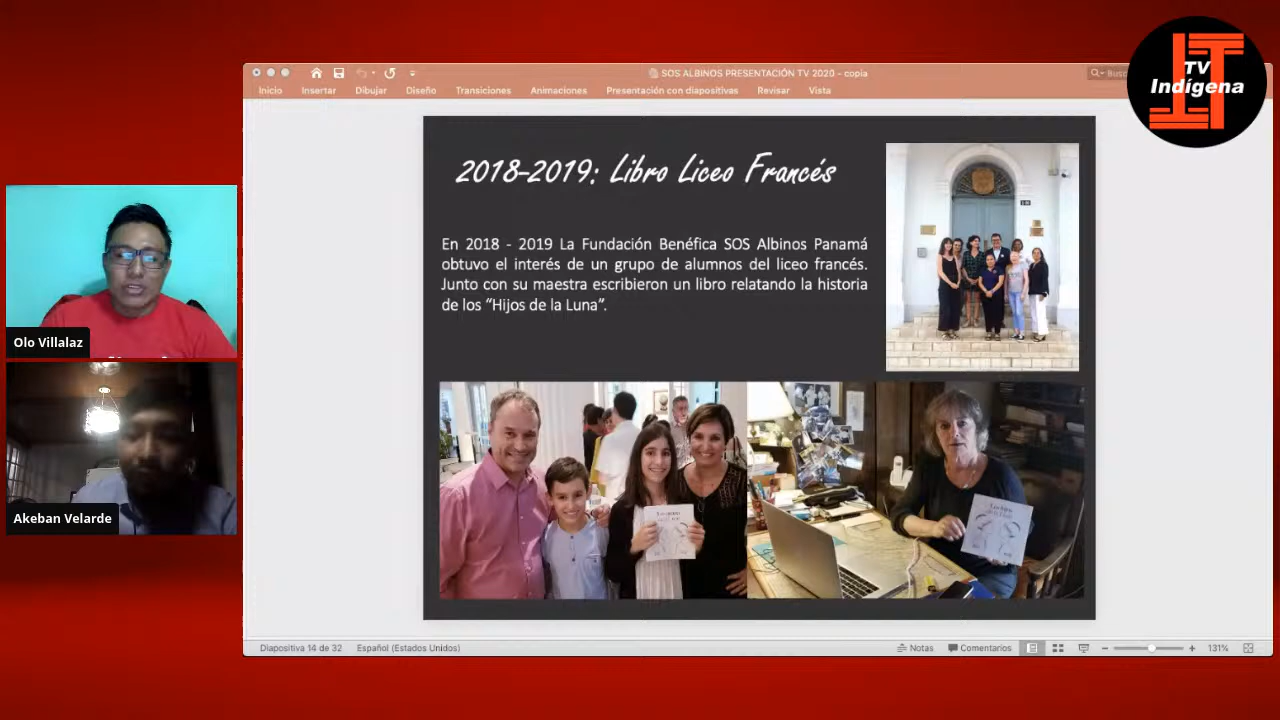 SOS ALBINOS PRESENTACIÓN TV 2020 - copia
Inicio
Insertar
Dibujar
Diseño
Transiciones
Animaciones
Presentación con diapositivas
Revisar
Vista
TV
Indígena
2018-2019: Libro Liceo Francés
En 2018 - 2019 La Fundación Benéfica SOS Albinos Panamá
obtuvo el interés de un grupo de alumnos del liceo francés.
Junto con su maestra escribieron un libro relatando la historia
de los “Hijos de la Luna”.
Olo Villalaz
Akeban Velarde
Diapositiva 14 de 32
Español (Estados Unidos)
Notas
Comentarios
131%